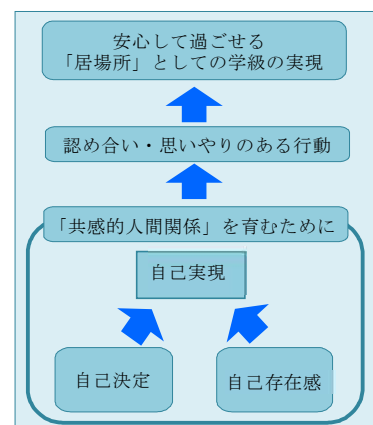 安心して過ごせる
「居場所」としての学級の実現
認め合い・思いやりのある行動
「共感的人間関係」を育むために
自己実現
自己決定
自己存在感